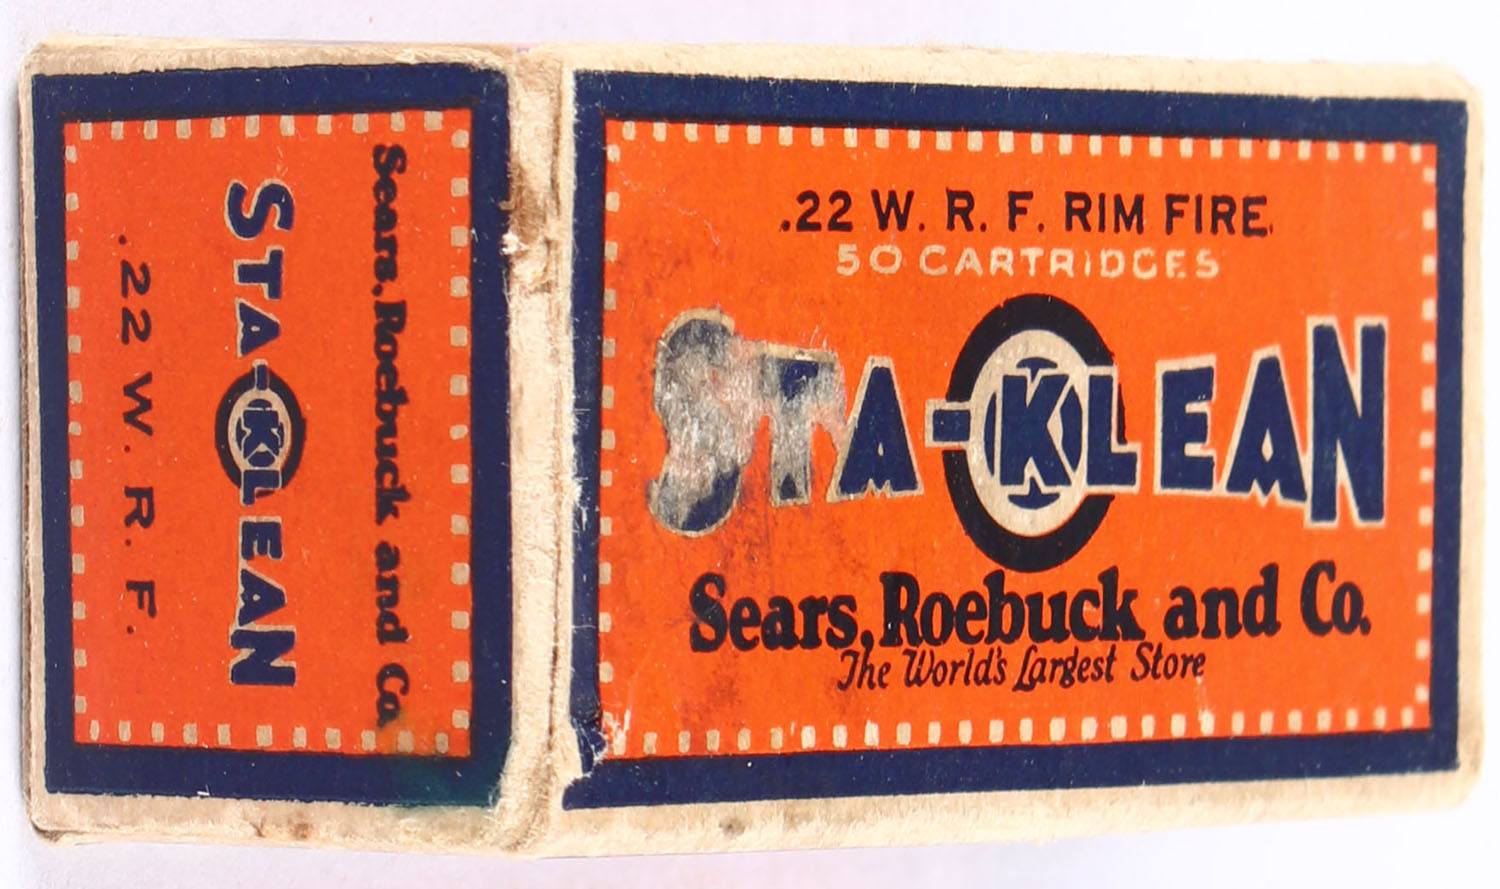 Sears, Roebuck and Co.
STA-KLEAN
.22 W. R. F.
.22 W. R. F. RIM FIRE
50 CARTRIDGES
STA-KLEAN
Sears, Roebuck and Co.
The World's Largest Store